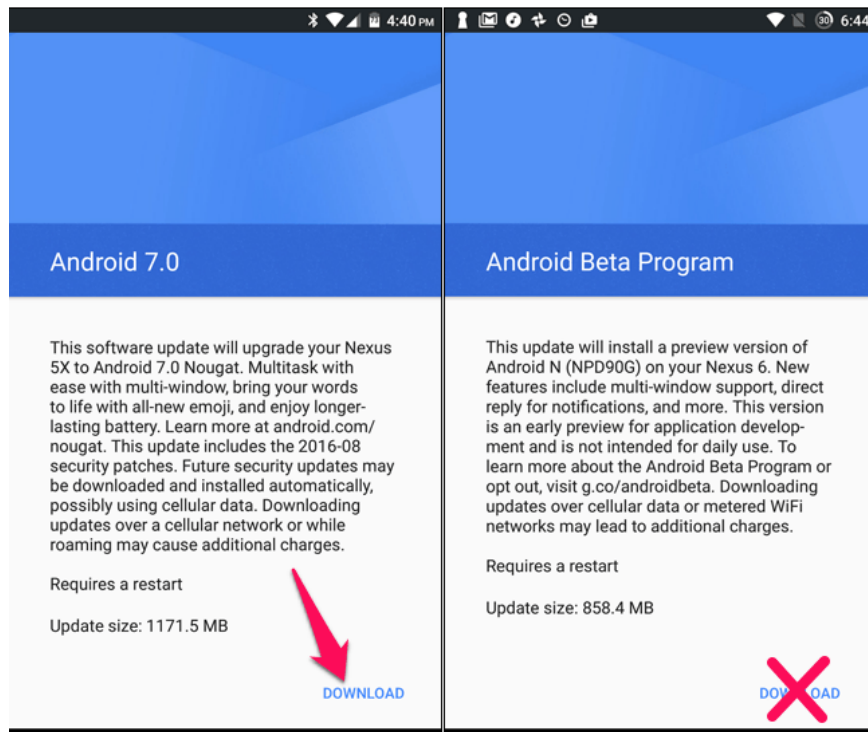 4:40 PM
Android 7.0
This software update will upgrade your Nexus
5X to Android 7.0 Nougat. Multitask with
ease with multi-window, bring your words
to life with all-new emoji, and enjoy longer-
lasting battery. Learn more at android.com/
nougat. This update includes the 2016-08
security patches. Future security updates may
be downloaded and installed automatically,
possibly using cellular data. Downloading
updates over a cellular network or while
roaming may cause additional charges.
Requires a restart
Update size: 1171.5 MB
DOWNLOAD
30 6:44
Android Beta Program
This update will install a preview version of
Android N (NPD90G) on your Nexus 6. New
features include multi-window support, direct
reply for notifications, and more. This version
is an early preview for application develop-
ment and is not intended for daily use. To
learn more about the Android Beta Program or
opt out, visit g.co/androidbeta. Downloading
updates over cellular data or metered WiFi
networks may lead to additional charges.
Requires a restart
Update size: 858.4 MB
DOWNLOAD